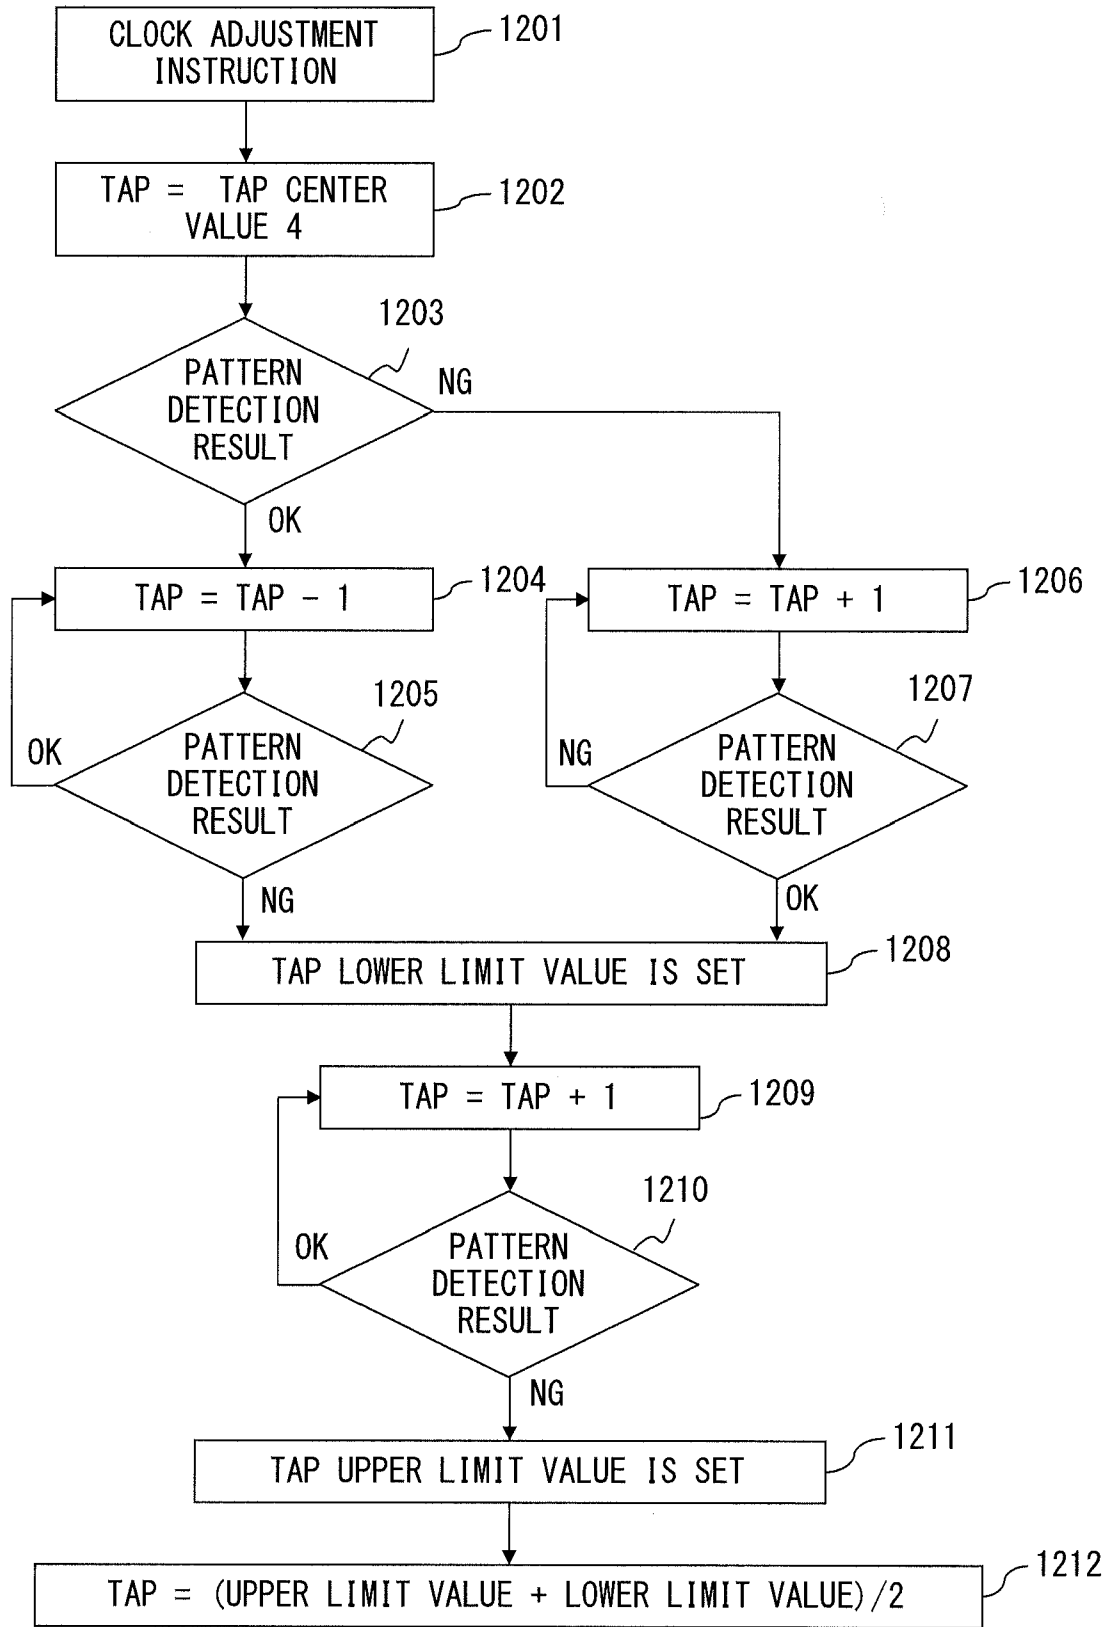 CLOCK ADJUSTMENT
INSTRUCTION
1201
TAP = TAP CENTER
VALUE 4
1202
1203
PATTERN
DETECTION
RESULT
NG
OK
TAP = TAP - 1
1204
TAP = TAP + 1
1206
1205
PATTERN
DETECTION
RESULT
OK
NG
1207
PATTERN
DETECTION
RESULT
NG
OK
TAP LOWER LIMIT VALUE IS SET
1208
TAP = TAP + 1
1209
1210
PATTERN
DETECTION
RESULT
OK
NG
TAP UPPER LIMIT VALUE IS SET
1211
TAP = (UPPER LIMIT VALUE + LOWER LIMIT VALUE)/2
1212